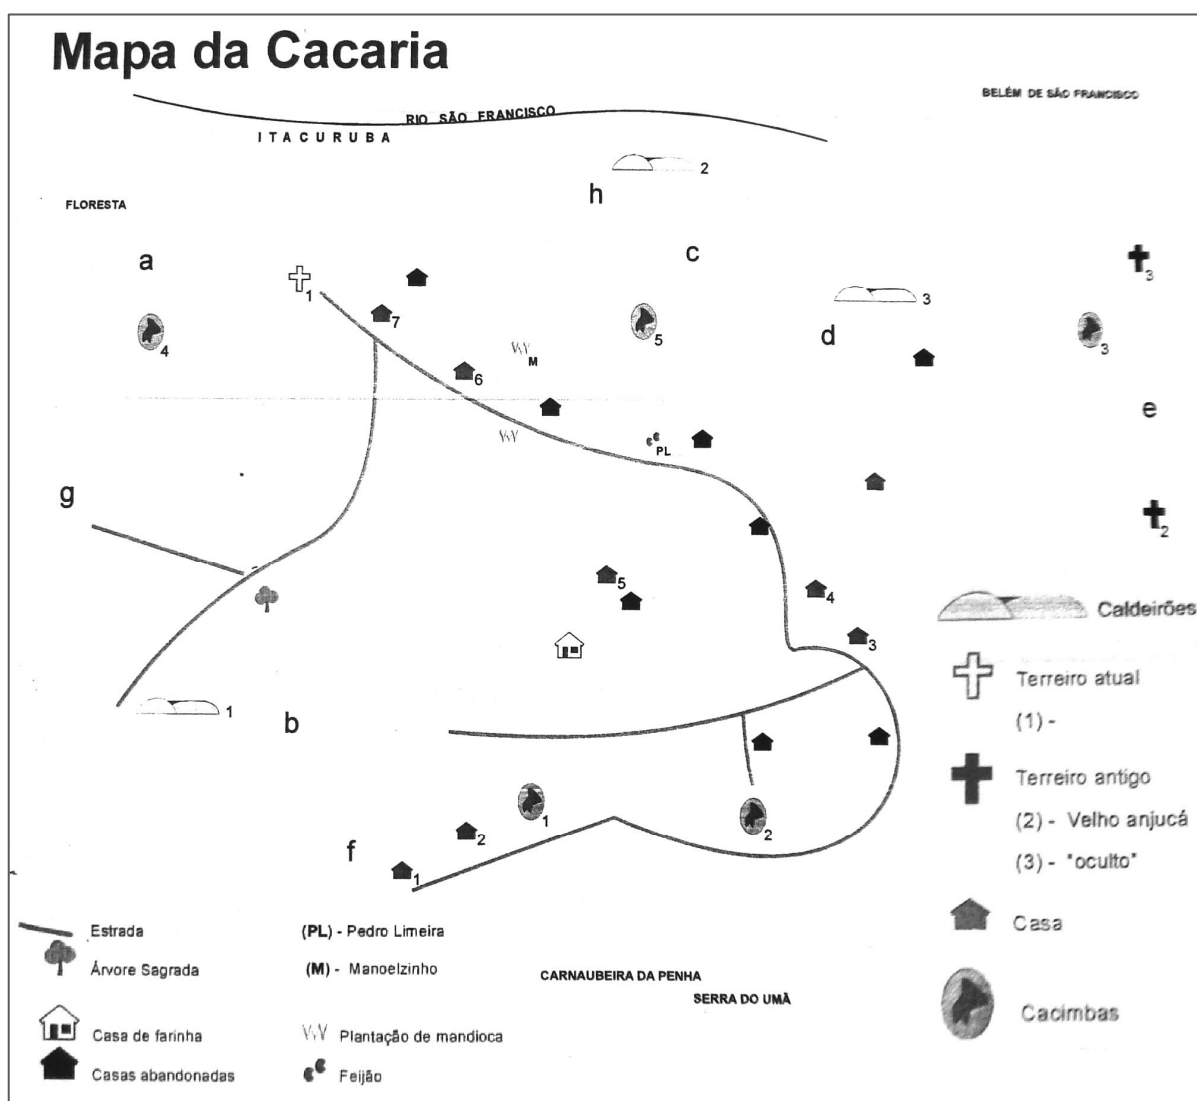 Mapa da Cacaria
BELÉM DE SÃO FRANCISCO
RIO SÃO FRANCISCO
ITACURUBA
2
h
FLORESTA
a
c
3
1
7
3
4
5
d
3
M
6
e
PL
g
2
5
4
3
Caldeirões
Terreiro atual
(1) -
1
b
Terreiro antigo
(2) - Velho anjucá
(3) - "oculto"
1
2
2
f
1
Casa
Cacimbas
Estrada
Árvore Sagrada
Casa de farinha
Casas abandonadas
(PL) - Pedro Limeira
(M) - Manoelzinho
Plantação de mandioca
Feijão
CARNAUBEIRA DA PENHA
SERRA DO UMÃ